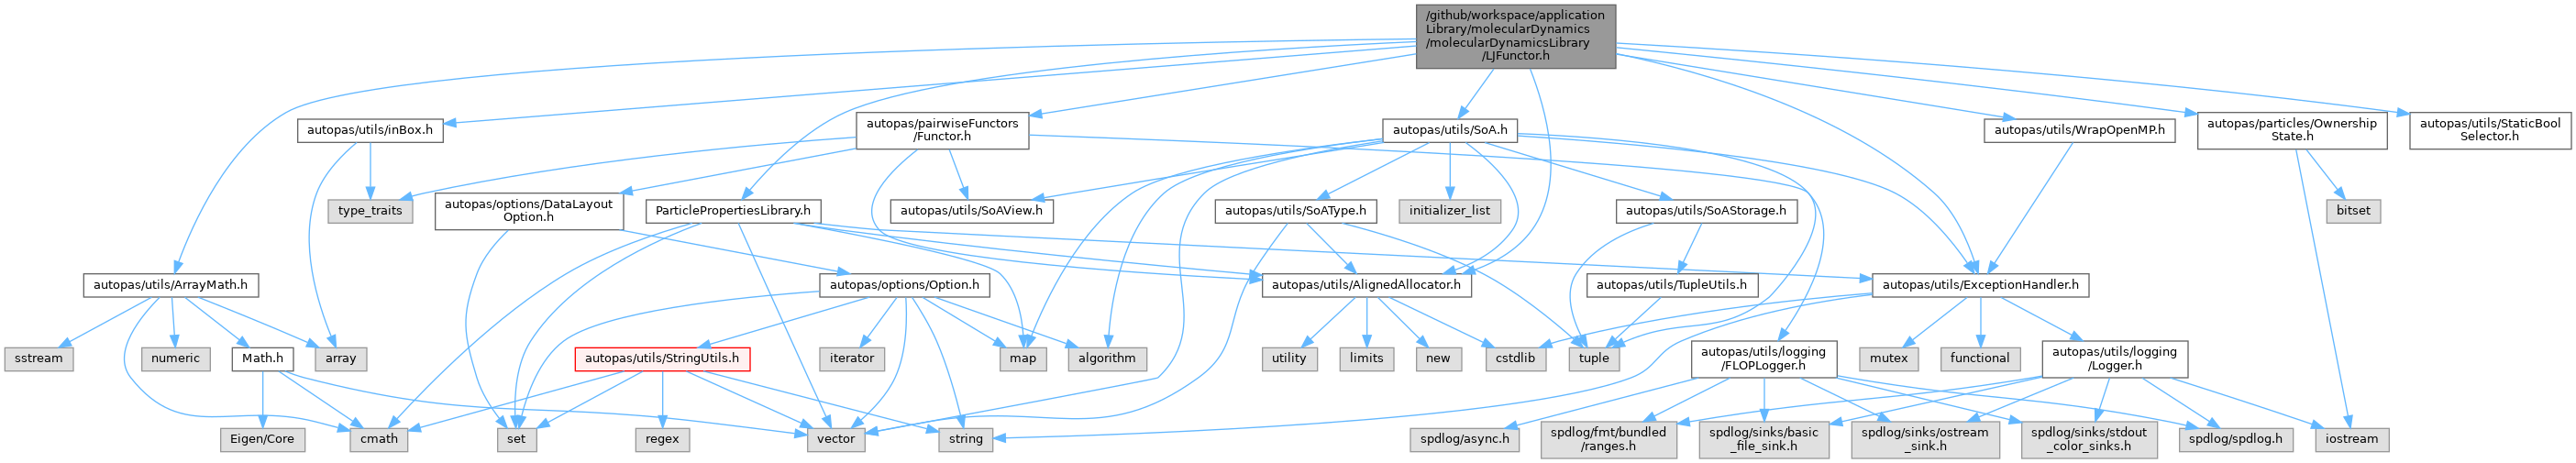 /github/workspace/application
Library/molecularDynamics
/molecularDynamicsLibrary
/LJFunctor.h
autopas/utils/inBox.h
autopas/pairwiseFunctors
/Functor.h
autopas/utils/SoA.h
autopas/utils/WrapOpenMP.h
autopas/particles/Ownership
State.h
autopas/utils/StaticBool
Selector.h
type_traits
autopas/options/DataLayout
Option.h
ParticlePropertiesLibrary.h
autopas/utils/SoAView.h
autopas/utils/SoAType.h
initializer_list
autopas/utils/SoAStorage.h
bitset
autopas/utils/ArrayMath.h
autopas/options/Option.h
autopas/utils/AlignedAllocator.h
autopas/utils/TupleUtils.h
autopas/utils/ExceptionHandler.h
sstream
numeric
Math.h
array
autopas/utils/StringUtils.h
iterator
map
algorithm
utility
limits
new
cstdlib
tuple
autopas/utils/logging
/FLOPLogger.h
mutex
functional
autopas/utils/logging
/Logger.h
Eigen/Core
cmath
set
regex
vector
string
spdlog/async.h
spdlog/fmt/bundled
/ranges.h
spdlog/sinks/basic
_file_sink.h
spdlog/sinks/ostream
_sink.h
spdlog/sinks/stdout
_color_sinks.h
spdlog/spdlog.h
iostream